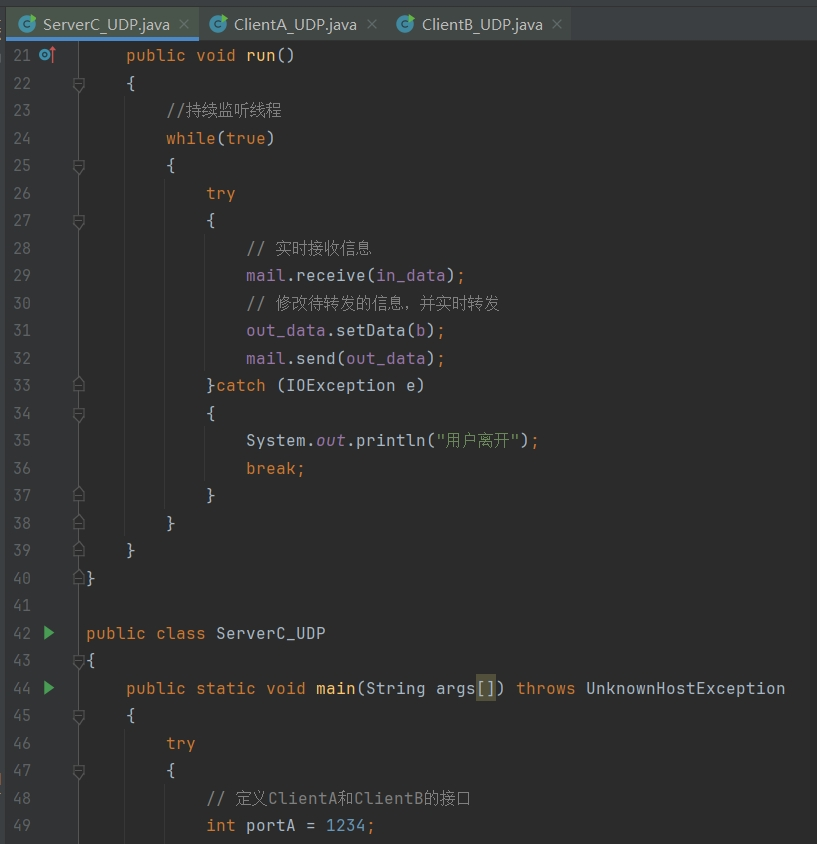 ServerC_UDP.java ClientA_UDP.java ClientB_UDP.java
21 public void run()
22 {
23 //持续监听线程
24 while(true)
25 {
26 try
27 {
28 // 实时接收信息
29 mail.receive(in_data);
30 // 修改待转发的信息，并实时转发
31 out_data.setData(b);
32 mail.send(out_data);
33 }catch (IOException e)
34 {
35 System.out.println("用户离开");
36 break;
37 }
38 }
39 }
40 }
41
42 public class ServerC_UDP
43 {
44 public static void main(String args[]) throws UnknownHostException
45 {
46 try
47 {
48 // 定义ClientA和ClientB的接口
49 int portA = 1234;